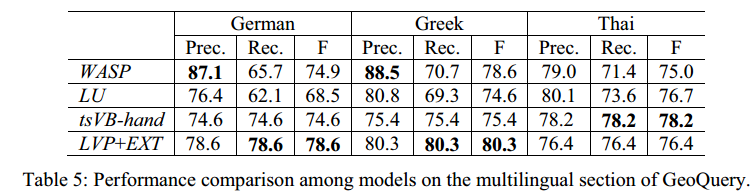 German Greek Thai
Prec. Rec. F Prec. Rec. F Prec. Rec. F
WASP 87.1 65.7 74.9 88.5 70.7 78.6 79.0 71.4 75.0
LU 76.4 62.1 68.5 80.8 69.3 74.6 80.1 73.6 76.7
tsVB-hand 74.6 74.6 74.6 75.4 75.4 75.4 78.2 78.2 78.2
LVP+EXT 78.6 78.6 78.6 80.3 80.3 80.3 76.4 76.4 76.4
Table 5: Performance comparison among models on the multilingual section of GeoQuery.